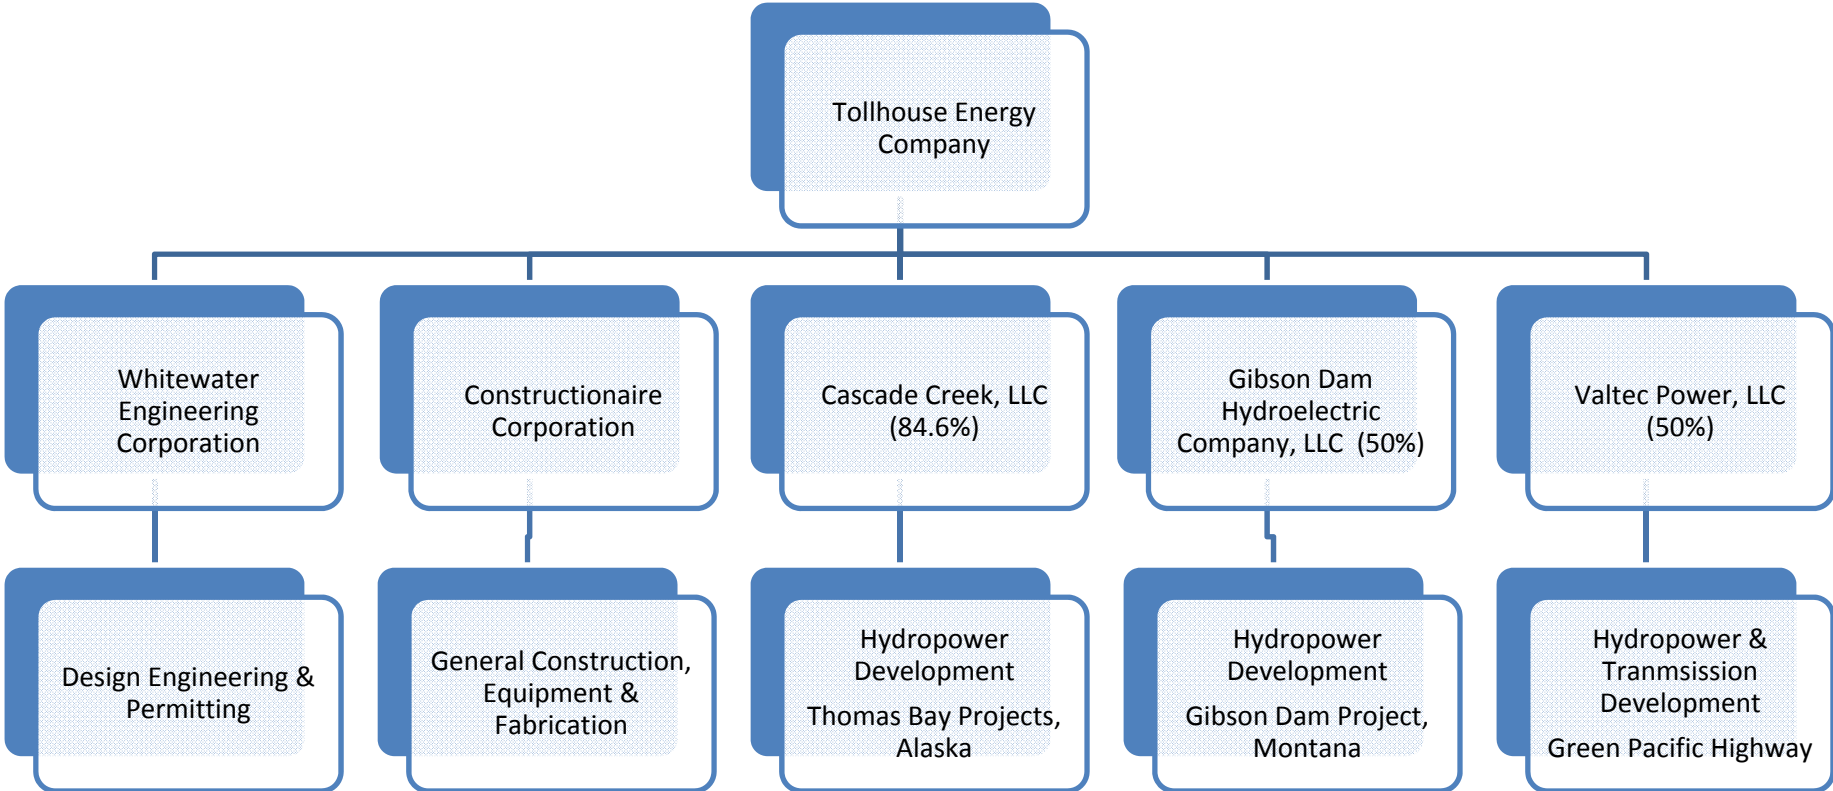 Tollhouse Energy
Company
Whitewater
Engineering
Corporation
Constructionaire
Corporation
Cascade Creek, LLC
(84.6%)
Gibson Dam
Hydroelectric
Company, LLC (50%)
Valtec Power, LLC
(50%)
Design Engineering &
Permitting
General Construction,
Equipment &
Fabrication
Hydropower
Development
Thomas Bay Projects,
Alaska
Hydropower
Development
Gibson Dam Project,
Montana
Hydropower &
Tranmsission
Development
Green Pacific Highway